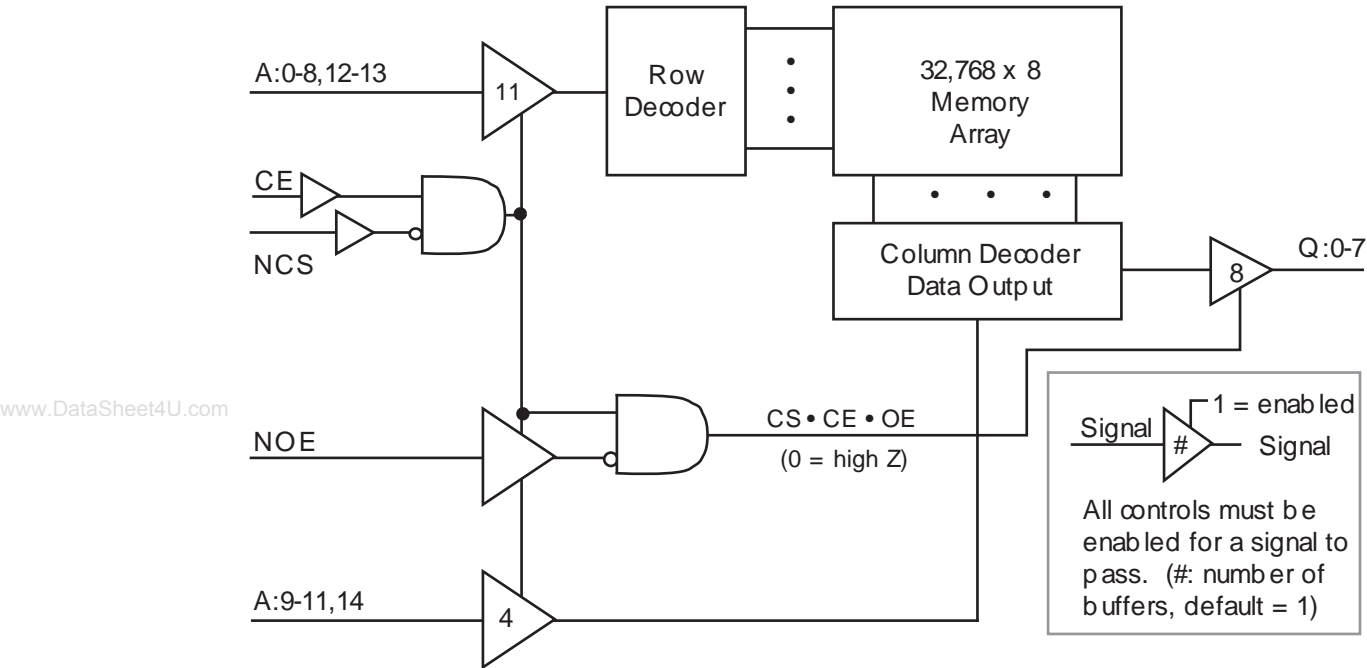 A:0-8,12-13
11
Row
Decoder
32,768 x 8
Memory
Array
CE
NCS
Column Decoder
Data Output
8
Q:0-7
www.DataSheet4U.com
NOE
CS • CE • OE
(0 = high Z)
A:9-11,14
4
1 = enabled
Signal
#
Signal
All controls must be
enabled for a signal to
pass. (#: number of
buffers, default = 1)